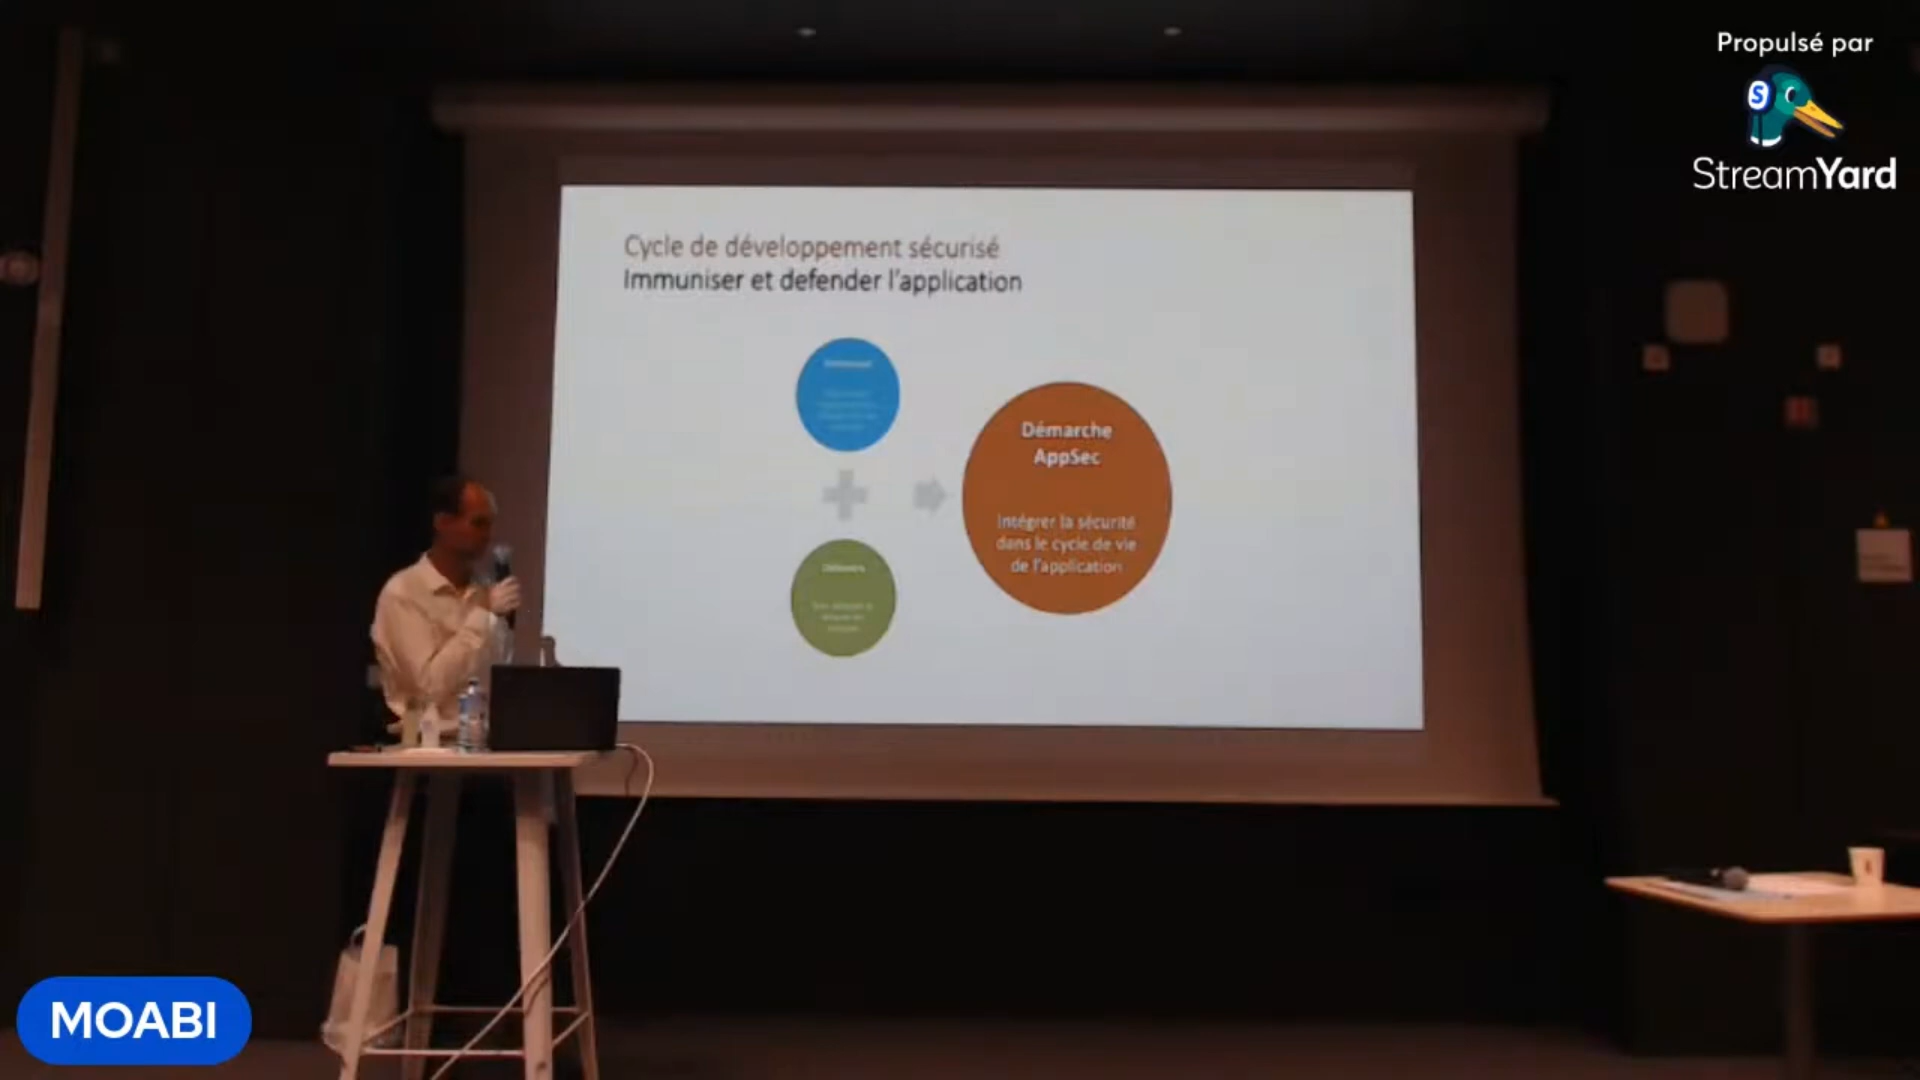 Propulsé par
StreamYard
Cycle de développement sécurisé
Immuniser et defender l'application
Démarche
AppSec
Intégrer la sécurité
dans le cycle de vie
de l'application
MOABI